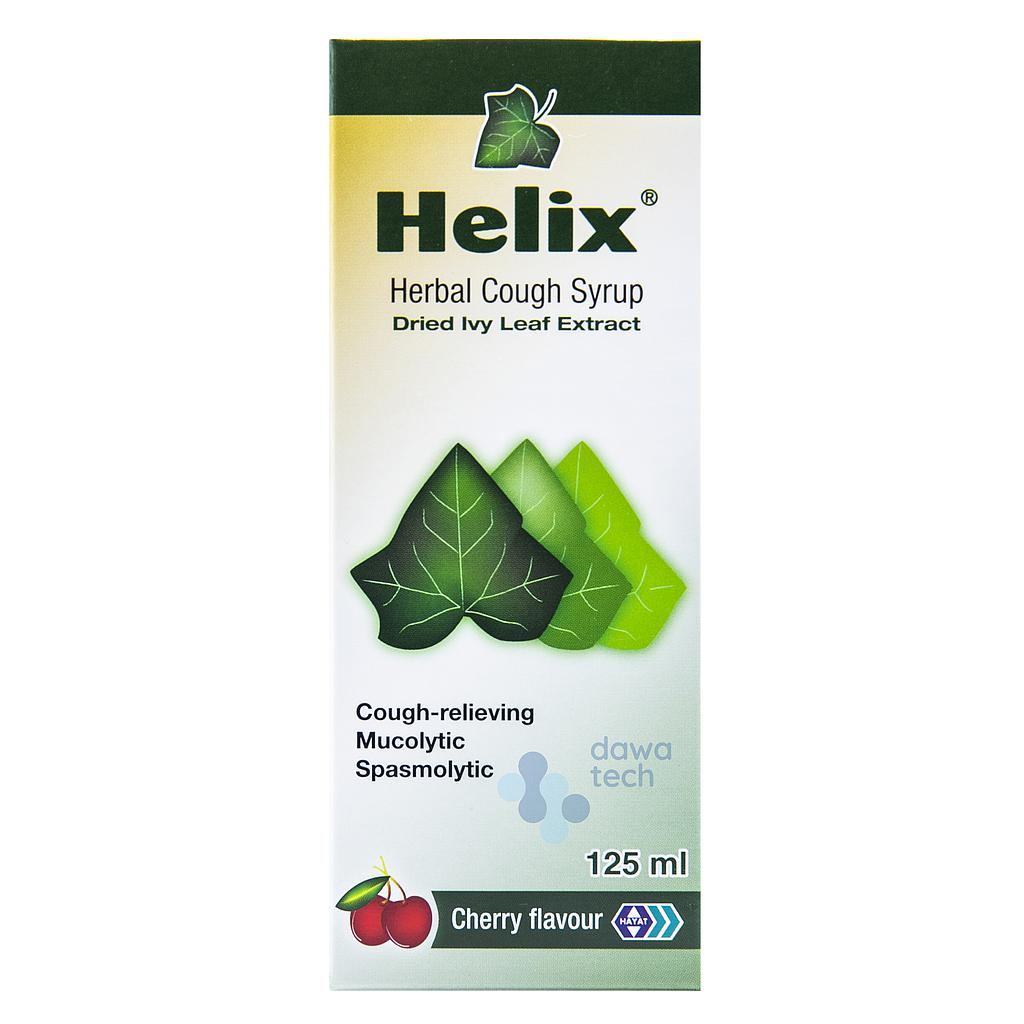 Helix®
Herbal Cough Syrup
Dried Ivy Leaf Extract
Cough-relieving
Mucolytic
Spasmolytic
dawa
tech
125 ml
Cherry flavour
HAYAT